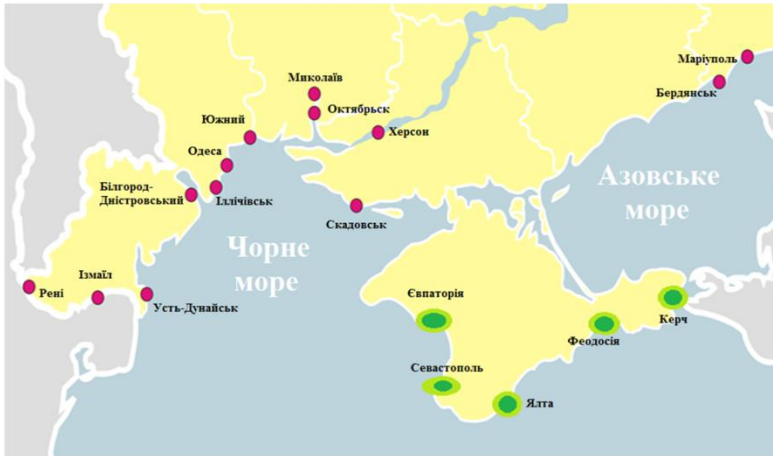 Маріуполь
Миколаїв
Бердянськ
Октябрьск
Южний
Херсон
Одеса
Білгород-
Дністровський
Іллічівськ
Азовське
море
Скадовськ
Чорне
море
Ізмаїл
Рені
Усть-Дунайськ
Євпаторія
Керч
Феодосія
Севастополь
Ялта